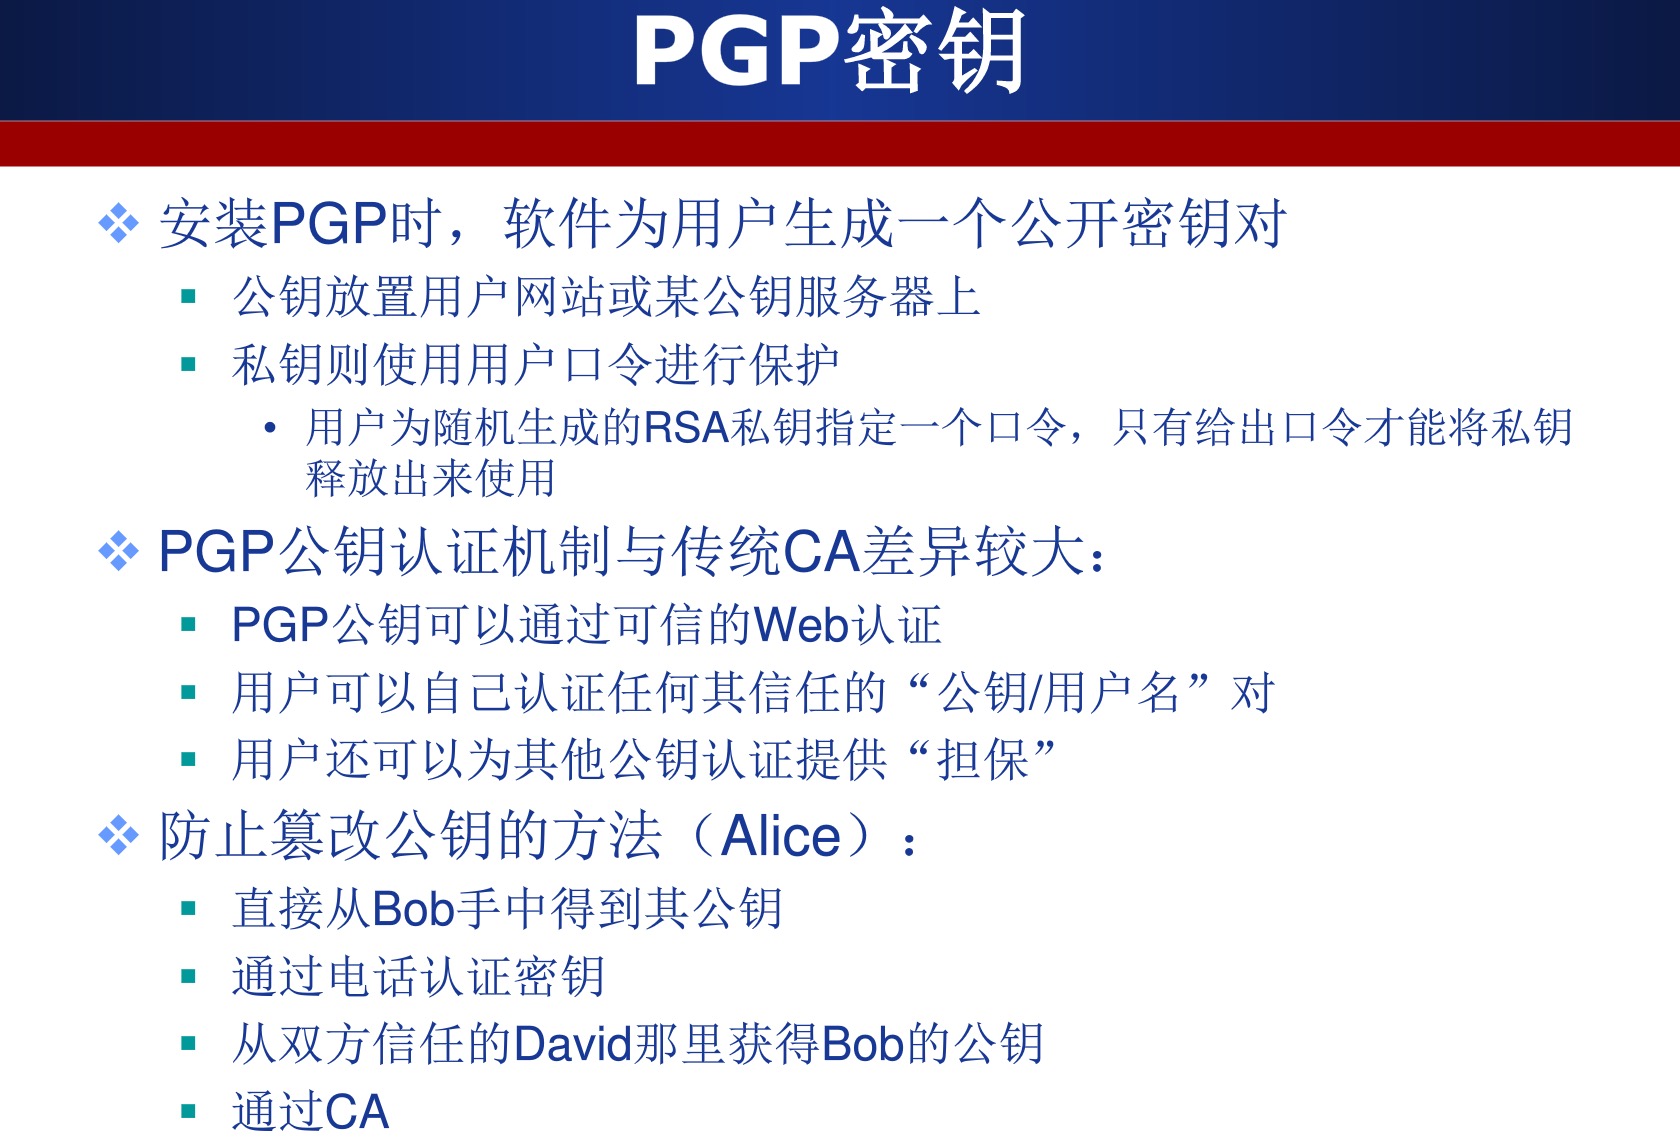 PGP密钥
安装PGP时，软件为用户生成一个公开密钥对
公钥放置用户网站或某公钥服务器上
私钥则使用用户口令进行保护
用户为随机生成的RSA私钥指定一个口令，只有给出口令才能将私钥
释放出来使用
PGP公钥认证机制与传统CA差异较大：
PGP公钥可以通过可信的Web认证
用户可以自己认证任何其信任的“公钥/用户名”对
用户还可以为其他公钥认证提供“担保”
防止篡改公钥的方法（Alice）：
直接从Bob手中得到其公钥
通过电话认证密钥
从双方信任的David那里获得Bob的公钥
通过CA